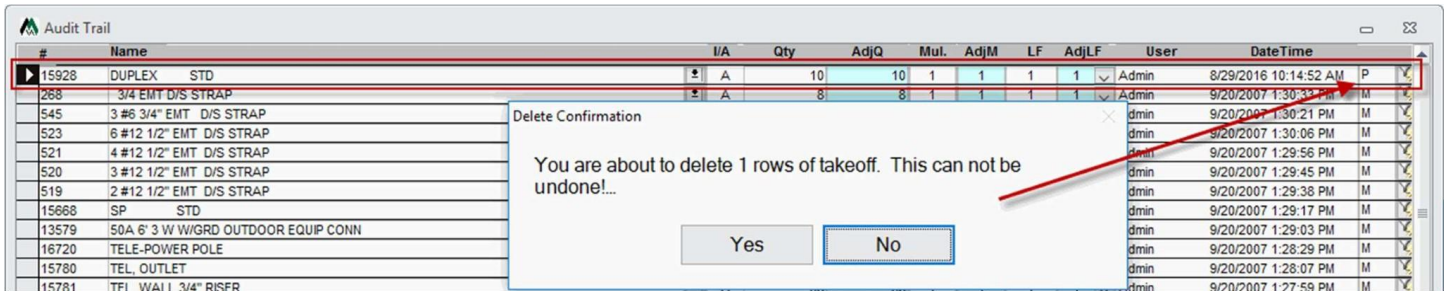 Audit Trail
# Name I/A Qty AdjQ Mul. AdjM LF AdjLF User DateTime
15928 DUPLEX STD A 10 10 1 1 1 1 Admin 8/29/2016 10:14:52 AM P
268 3/4 EMT D/S STRAP A 8 8 1 1 1 1 Admin 9/20/2007 1:30:33 PM M
545 3 #6 3/4" EMT D/S STRAP dmin 9/20/2007 1:30:21 PM M
523 6 #12 1/2" EMT D/S STRAP dmin 9/20/2007 1:30:06 PM M
521 4 #12 1/2" EMT D/S STRAP dmin 9/20/2007 1:29:56 PM M
520 3 #12 1/2" EMT D/S STRAP dmin 9/20/2007 1:29:45 PM M
519 2 #12 1/2" EMT D/S STRAP dmin 9/20/2007 1:29:38 PM M
15668 SP STD dmin 9/20/2007 1:29:17 PM M
13579 50A 6' 3 W W/GRD OUTDOOR EQUIP CONN dmin 9/20/2007 1:29:03 PM M
16720 TELE-POWER POLE dmin 9/20/2007 1:28:29 PM M
15780 TEL, OUTLET dmin 9/20/2007 1:28:07 PM M
15781 TEL, WALL 3/4" RISER dmin 9/20/2007 1:27:59 PM M
Delete Confirmation
You are about to delete 1 rows of takeoff. This can not be
undone!...
Yes No